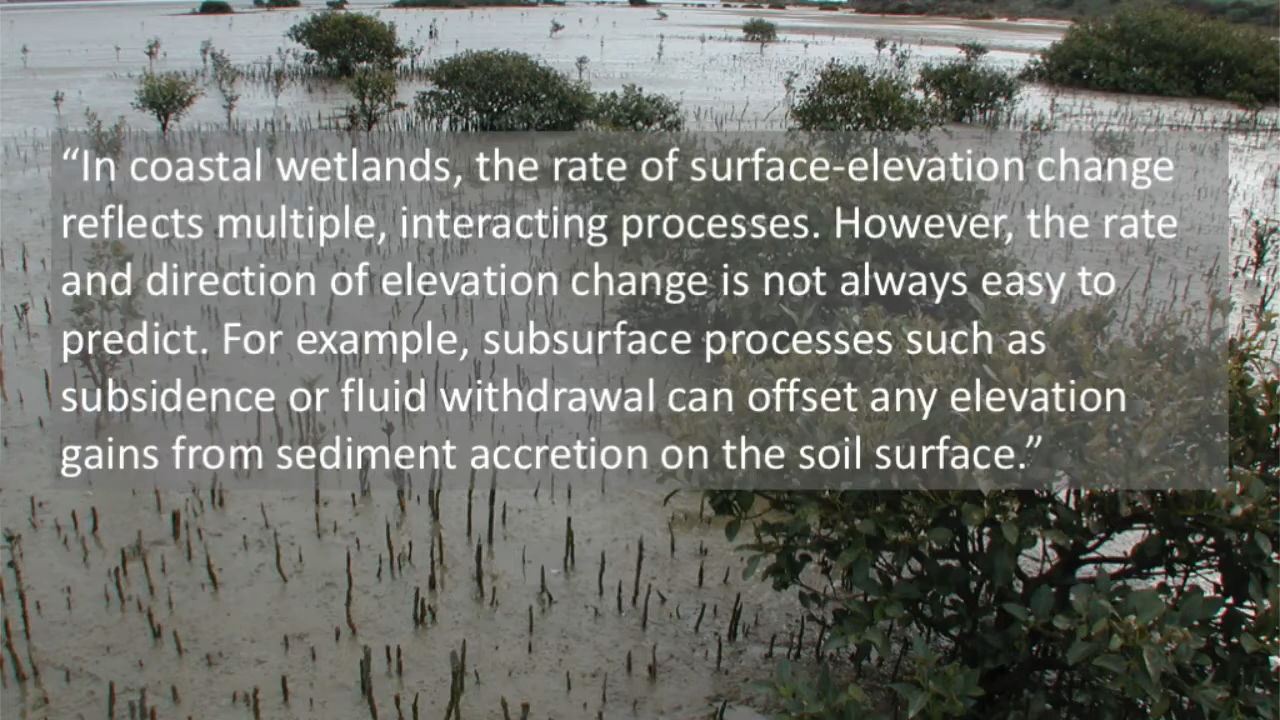 “In coastal wetlands, the rate of surface-elevation change
reflects multiple, interacting processes. However, the rate
and direction of elevation change is not always easy to
predict. For example, subsurface processes such as
subsidence or fluid withdrawal can offset any elevation
gains from sediment accretion on the soil surface.”